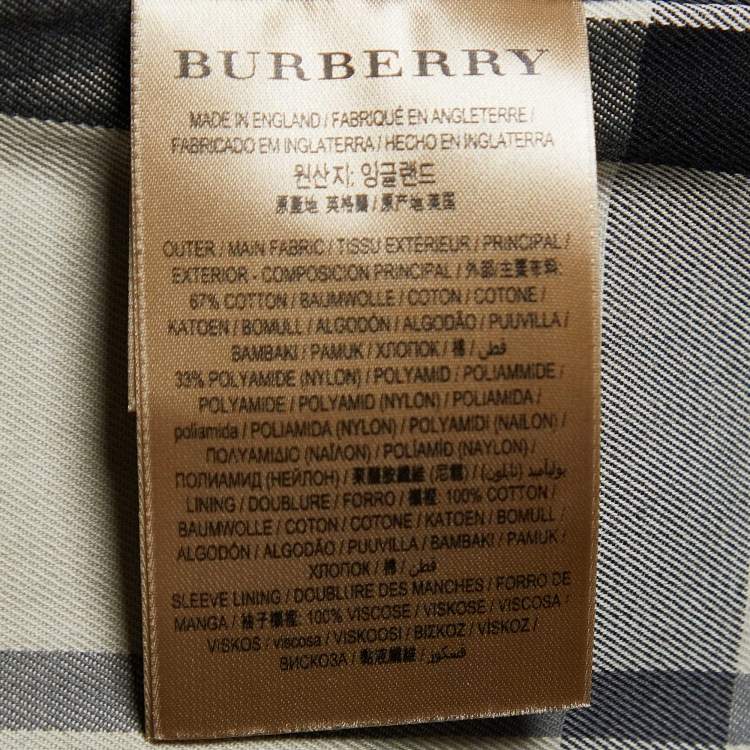 BURBERRY
MADE IN ENGLAND / FABRIQUÉ EN ANGLETERRE /
FABRICADO EM INGLATERRA / HECHO EN INGLATERRA
원산지: 잉글랜드
原產地 英格蘭 / 原产地 英国
OUTER / MAIN FABRIC / TISSU EXTÉRIEUR / PRINCIPAL /
EXTERIOR - COMPOSICION PRINCIPAL / 外部/主要布料:
67% COTTON / BAUMWOLLE / COTON / COTONE /
KATOEN / BOMULL / ALGODÓN / ALGODÃO / PUUVILLA /
BAMBAKI / PAMUK / ХЛОПОК / 棉 / قطن
33% POLYAMIDE (NYLON) / POLYAMID / POLIAMMIDE /
POLYAMIDE / POLYAMID (NYLON) / POLYAMIDA /
poliamida / POLIAMIDA (NYLON) / POLYAMIDI (NAILON) /
ΠΟΛΥΑΜΙΔΙΟ (ΝΑΪΛΟΝ) / POLİAMİD (NAYLON) /
ПОЛИАМИД (НЕЙЛОН) / 聚醯胺纖維 (尼龍) / بوليأميد (نايلون)
LINING / DOUBLURE / FORRO / 襯裡: 100% COTTON /
BAUMWOLLE / COTON / COTONE / KATOEN / BOMULL /
ALGODÓN / ALGODÃO / PUUVILLA / BAMBAKI / PAMUK /
ХЛОПОК / 棉 / قطن
SLEEVE LINING / DOUBLURE DES MANCHES / FORRO DE
MANGA / 袖子襯裡: 100% VISCOSE / VISKOSE / VISCOSA /
VISKOS / viscosa / VISKOOSI / ΒΙΣΚΟΖ / VİSKOZ /
ВИСКОЗА / 黏液纖維 / فسكوز